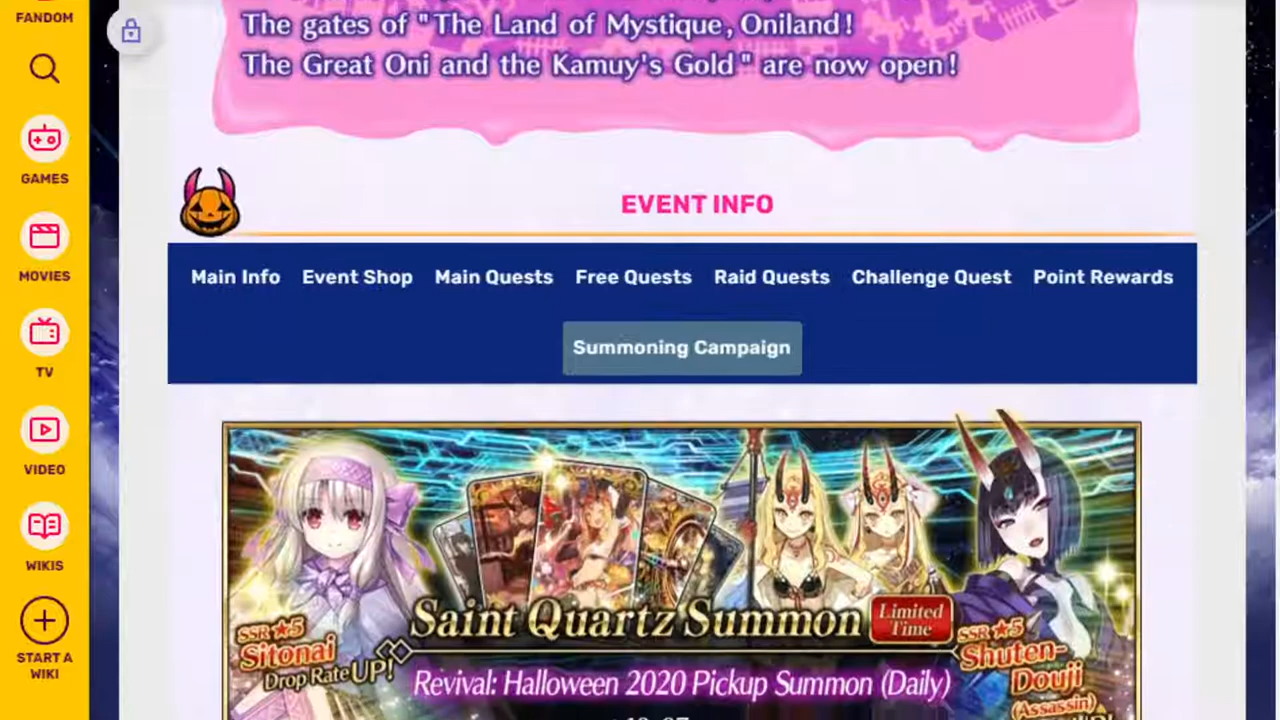 FANDOM
GAMES
MOVIES
TV
VIDEO
WIKIS
START A
WIKI
The gates of "The Land of Mystique, Oniland!
The Great Oni and the Kamuy's Gold" are now open!
EVENT INFO
Main Info Event Shop Main Quests Free Quests Raid Quests Challenge Quest Point Rewards
Summoning Campaign
Saint Quartz Summon
Limited
Time
SSR ★5
Sitonai
Drop Rate UP!
SSR ★5
Shuten-
Douji
(Assassin)
Revival: Halloween 2020 Pickup Summon (Daily)